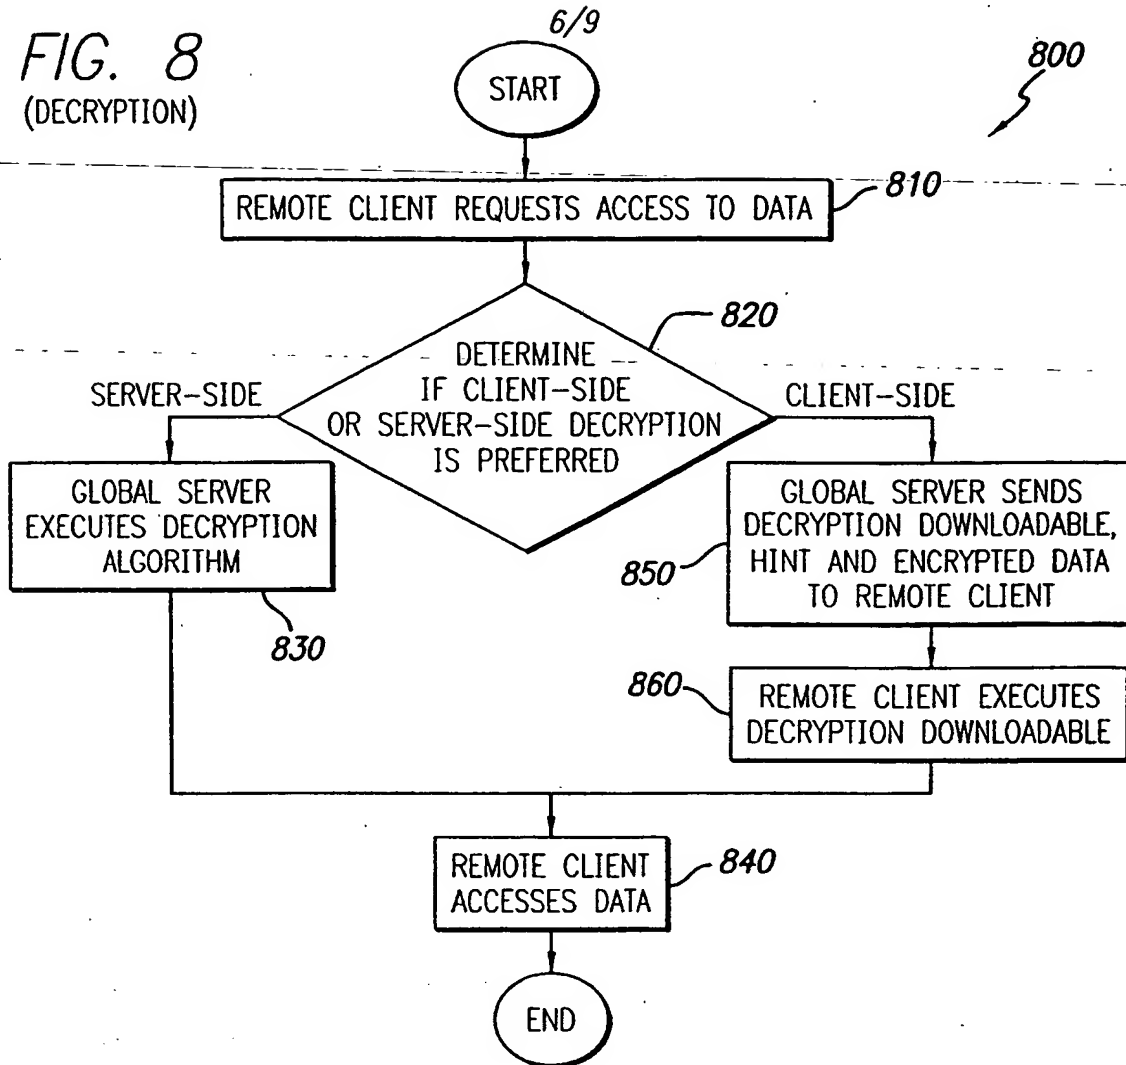 6/9
FIG. 8
(DECRYPTION)
START
800
REMOTE CLIENT REQUESTS ACCESS TO DATA
810
820
DETERMINE
IF CLIENT-SIDE
OR SERVER-SIDE DECRYPTION
IS PREFERRED
SERVER-SIDE
CLIENT-SIDE
GLOBAL SERVER
EXECUTES DECRYPTION
ALGORITHM
830
GLOBAL SERVER SENDS
DECRYPTION DOWNLOADABLE,
HINT AND ENCRYPTED DATA
TO REMOTE CLIENT
850
860
REMOTE CLIENT EXECUTES
DECRYPTION DOWNLOADABLE
REMOTE CLIENT
ACCESSES DATA
840
END